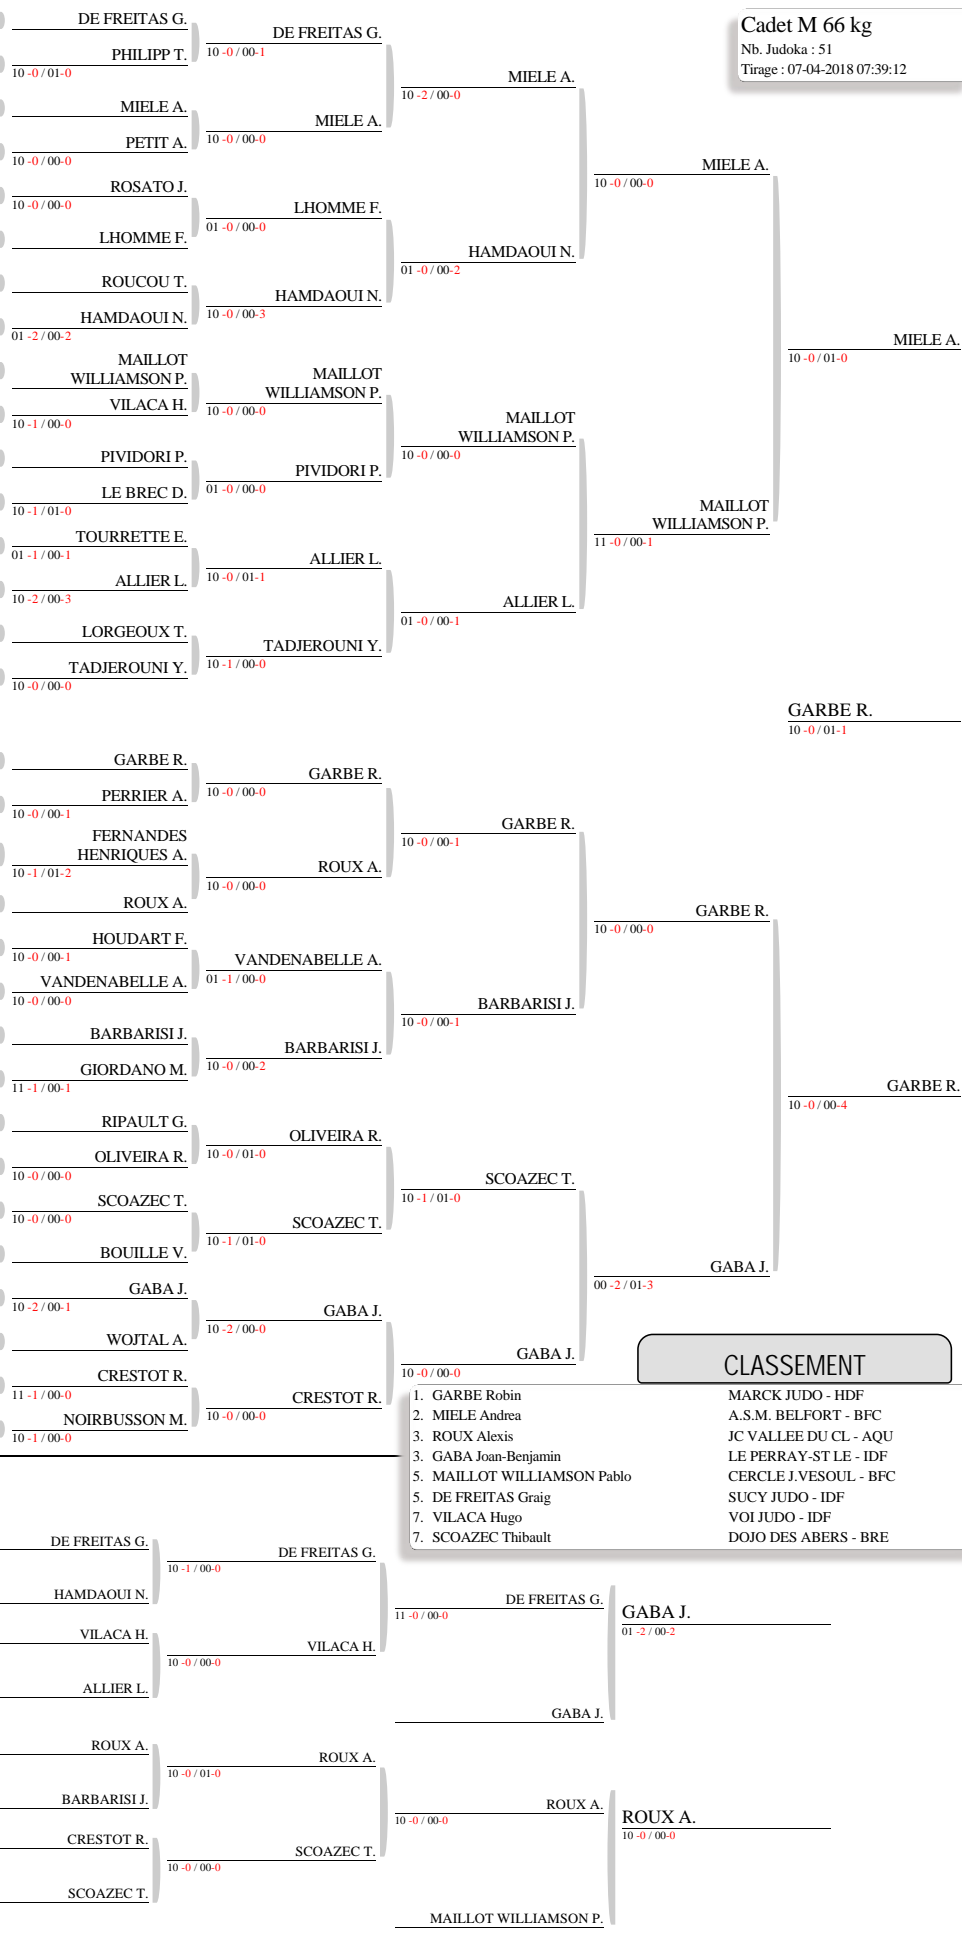 Cadet M 66 kg
Nb. Judoka : 51
Tirage : 07-04-2018 07:39:12
DE FREITAS G.
PHILIPP T.
10 -0 / 01-0
MIELE A.
PETIT A.
10 -0 / 00-0
ROSATO J.
10 -0 / 00-0
LHOMME F.
ROUCOU T.
HAMDAOUI N.
01 -2 / 00-2
MAILLOT
WILLIAMSON P.
VILACA H.
10 -1 / 00-0
PIVIDORI P.
LE BREC D.
10 -1 / 01-0
TOURRETTE E.
01 -1 / 00-1
ALLIER L.
10 -2 / 00-3
LORGEOUX T.
TADJEROUNI Y.
10 -0 / 00-0
DE FREITAS G.
10 -0 / 00-1
MIELE A.
10 -0 / 00-0
LHOMME F.
01 -0 / 00-0
HAMDAOUI N.
10 -0 / 00-3
MAILLOT
WILLIAMSON P.
10 -0 / 00-0
PIVIDORI P.
01 -0 / 00-0
ALLIER L.
10 -0 / 01-1
TADJEROUNI Y.
10 -1 / 00-0
MIELE A.
10 -2 / 00-0
HAMDAOUI N.
01 -0 / 00-2
MAILLOT
WILLIAMSON P.
10 -0 / 00-0
ALLIER L.
01 -0 / 00-1
MIELE A.
10 -0 / 00-0
MAILLOT
WILLIAMSON P.
11 -0 / 00-1
MIELE A.
10 -0 / 01-0
GARBE R.
10 -0 / 01-1
GARBE R.
PERRIER A.
10 -0 / 00-1
FERNANDES
HENRIQUES A.
10 -1 / 01-2
ROUX A.
HOUDART F.
10 -0 / 00-1
VANDENABELLE A.
10 -0 / 00-0
BARBARISI J.
GIORDANO M.
11 -1 / 00-1
RIPAULT G.
OLIVEIRA R.
10 -0 / 00-0
SCOAZEC T.
10 -0 / 00-0
BOUILLE V.
GABA J.
10 -2 / 00-1
WOJTAL A.
CRESTOT R.
11 -1 / 00-0
NOIRBUSSON M.
10 -1 / 00-0
GARBE R.
10 -0 / 00-0
ROUX A.
10 -0 / 00-0
VANDENABELLE A.
01 -1 / 00-0
BARBARISI J.
10 -0 / 00-2
OLIVEIRA R.
10 -0 / 01-0
SCOAZEC T.
10 -1 / 01-0
GABA J.
10 -2 / 00-0
CRESTOT R.
10 -0 / 00-0
GARBE R.
10 -0 / 00-1
BARBARISI J.
10 -0 / 00-1
SCOAZEC T.
10 -1 / 01-0
GABA J.
10 -0 / 00-0
GARBE R.
10 -0 / 00-0
GABA J.
00 -2 / 01-3
GARBE R.
10 -0 / 00-4
CLASSEMENT
1. GARBE Robin MARCK JUDO - HDF
2. MIELE Andrea A.S.M. BELFORT - BFC
3. ROUX Alexis JC VALLEE DU CL - AQU
3. GABA Joan-Benjamin LE PERRAY-ST LE - IDF
5. MAILLOT WILLIAMSON Pablo CERCLE J.VESOUL - BFC
5. DE FREITAS Graig SUCY JUDO - IDF
7. VILACA Hugo VOI JUDO - IDF
7. SCOAZEC Thibault DOJO DES ABERS - BRE
DE FREITAS G.
HAMDAOUI N.
VILACA H.
ALLIER L.
DE FREITAS G.
10 -1 / 00-0
VILACA H.
10 -0 / 00-0
DE FREITAS G.
11 -0 / 00-0
GABA J.
GABA J.
01 -2 / 00-2
ROUX A.
BARBARISI J.
CRESTOT R.
SCOAZEC T.
ROUX A.
10 -0 / 01-0
SCOAZEC T.
10 -0 / 00-0
ROUX A.
10 -0 / 00-0
MAILLOT WILLIAMSON P.
ROUX A.
10 -0 / 00-0